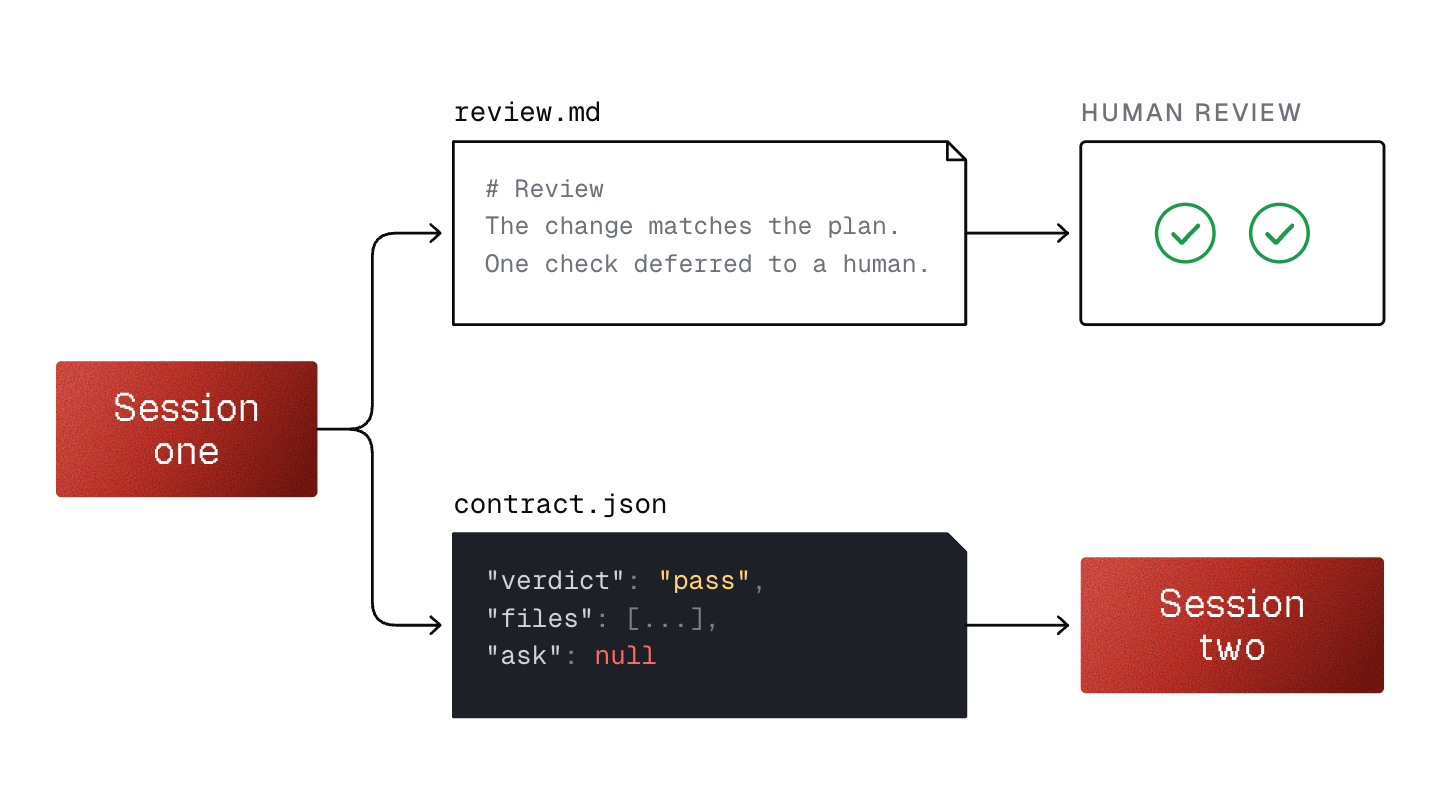 review.md
HUMAN REVIEW
# Review
The change matches the plan.
One check deferred to a human.
Session
one
contract.json
"verdict": "pass",
"files": [...],
"ask": null
Session
two